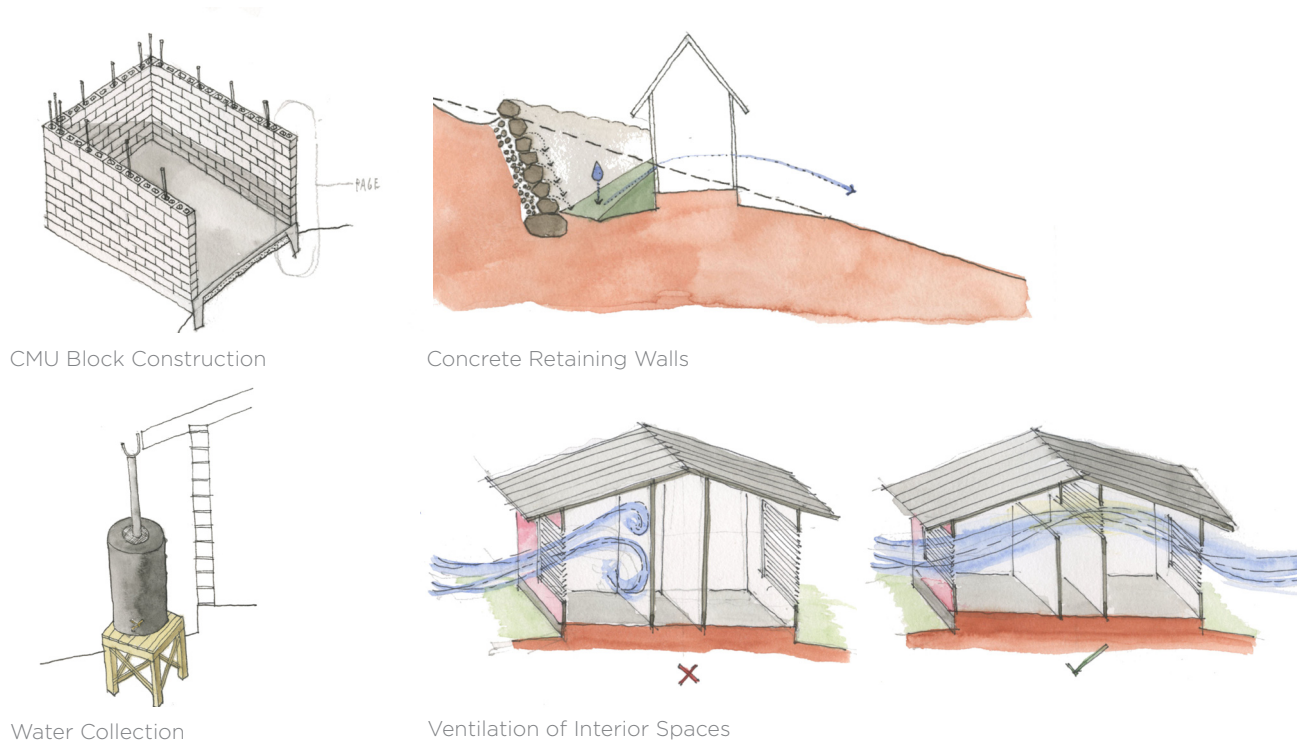 PAGE
CMU Block Construction
Concrete Retaining Walls
Water Collection
Ventilation of Interior Spaces